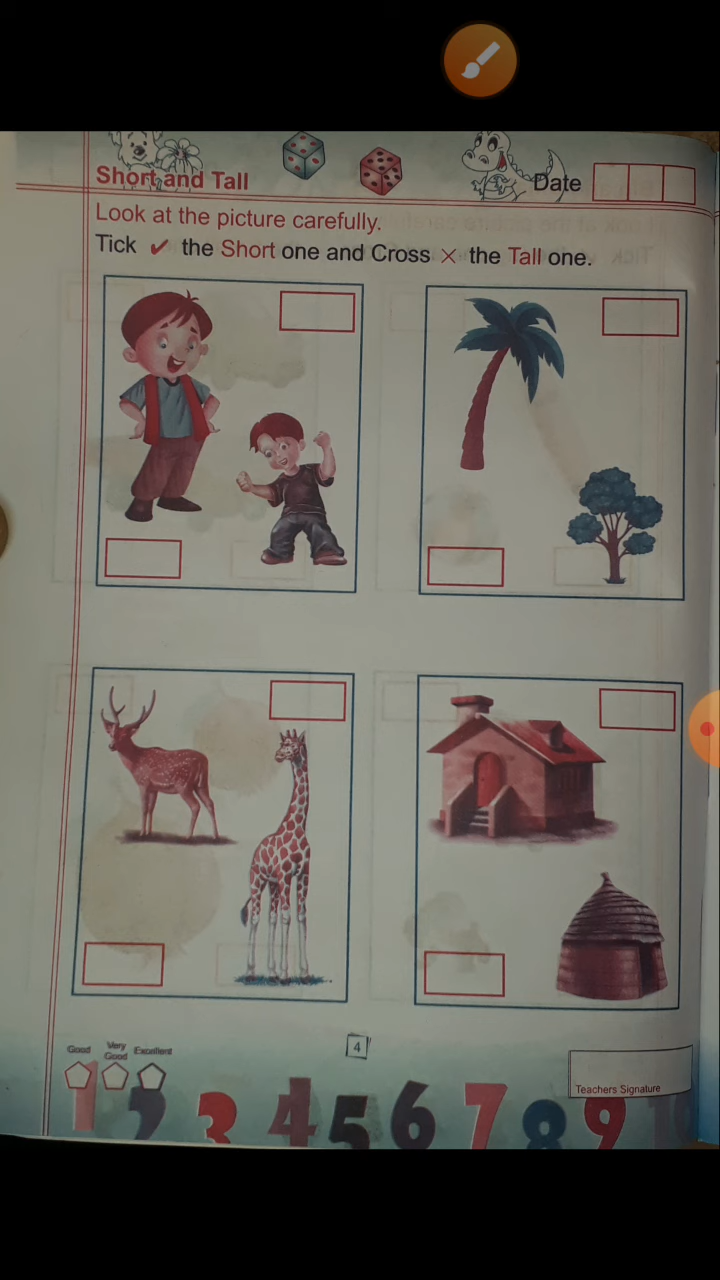 Short and Tall
Date
Look at the picture carefully.
Tick ✓ the Short one and Cross × the Tall one.
4
Good Very Good Excellent
Teachers Signature
1 2 3 4 5 6 7 8 9 10